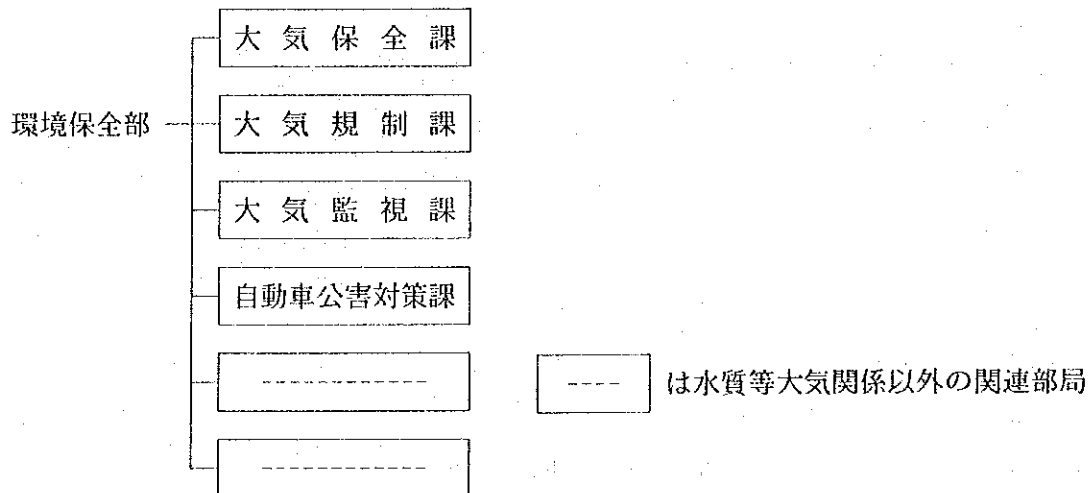 大気保全課
環境保全部
大気規制課
大気監視課
自動車公害対策課
----------
---- は水質等大気関係以外の関連部局
----------